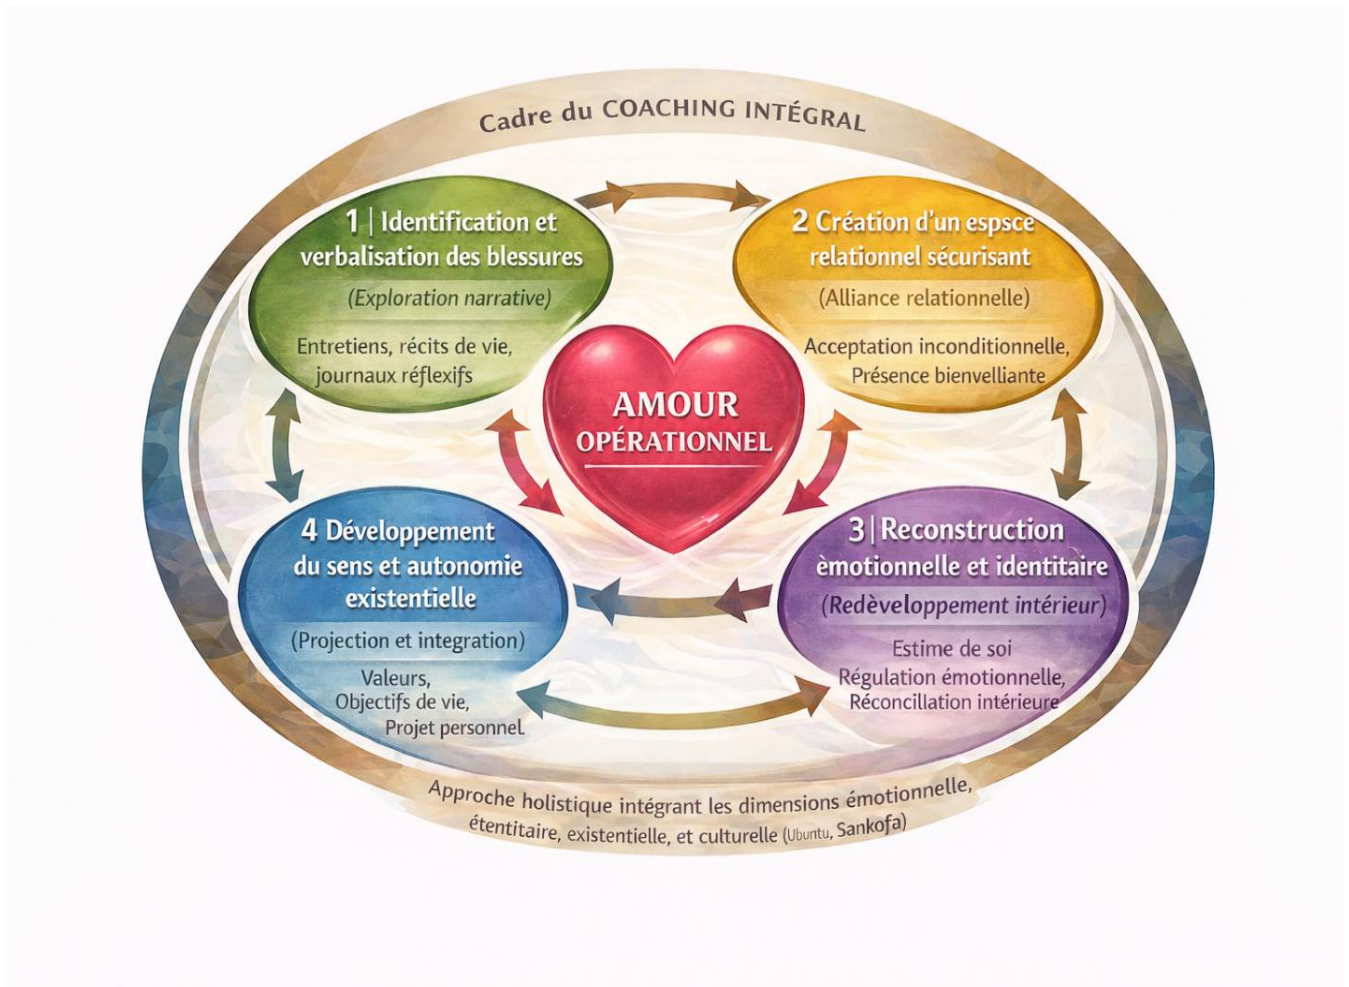 Cadre du COACHING INTÉGRAL
1 | Identification et
verbalisation des blessures
(Exploration narrative)
Entretiens, récits de vie,
journaux réflexifs
2 Création d'un espsce
relationnel sécurisant
(Alliance relationnelle)
Acceptation inconditionnelle,
Présence bienvelliante
AMOUR
OPÉRATIONNEL
3 | Reconstruction
èmotionnelle et identitaire
(Redèveloppement intérieur)
Estime de soi
Régulation émotionnelle,
Réconcillation intérieure
4 Développement
du sens et autonomie
existentielle
(Projection et integration)
Valeurs,
Objectifs de vie,
Projet personnel
Approche holistique intégrant les dimensions émotionnelle,
étentitaire, existentielle, et culturelle (Ubuntu, Sankofa)